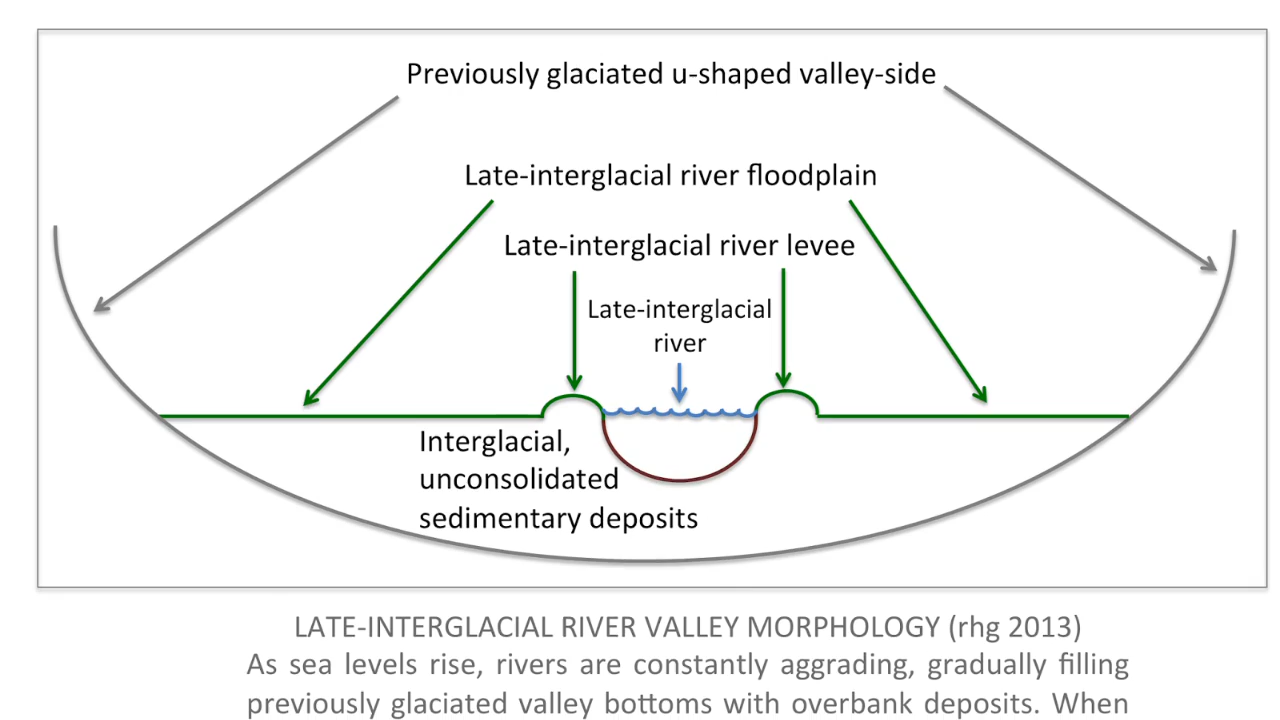 Previously glaciated u-shaped valley-side
Late-interglacial river floodplain
Late-interglacial river levee
Late-interglacial
river
Interglacial,
unconsolidated
sedimentary deposits
LATE-INTERGLACIAL RIVER VALLEY MORPHOLOGY (rhg 2013)
As sea levels rise, rivers are constantly aggrading, gradually filling
previously glaciated valley bottoms with overbank deposits. When